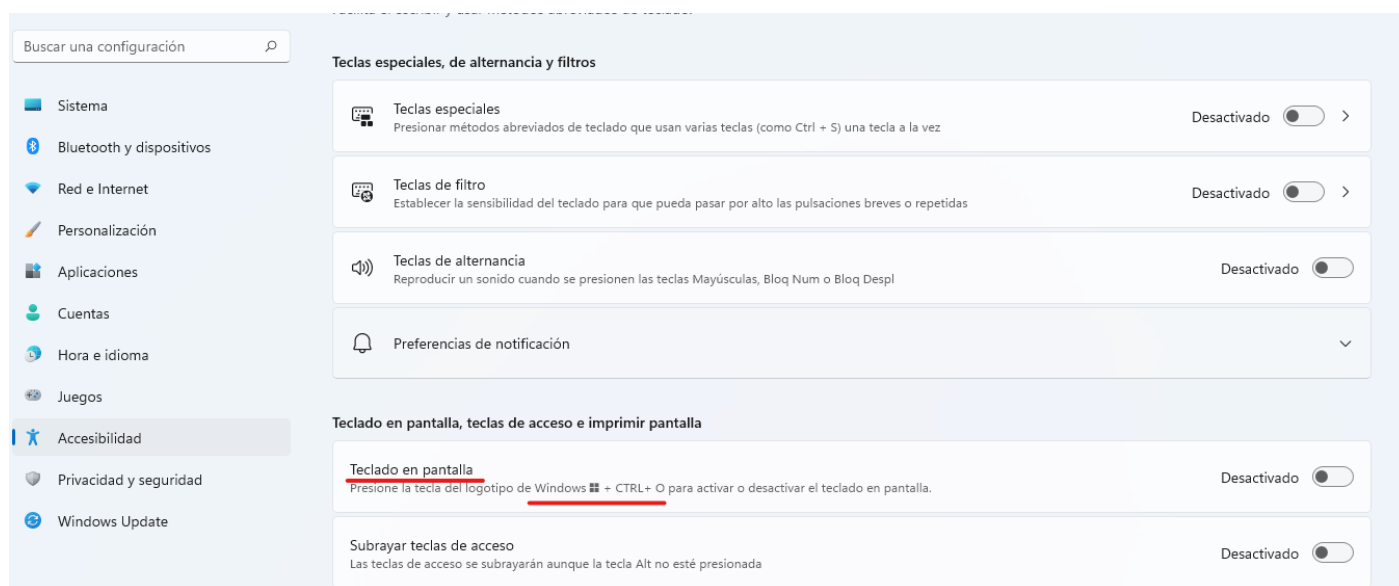 Buscar una configuración
Sistema
Bluetooth y dispositivos
Red e Internet
Personalización
Aplicaciones
Cuentas
Hora e idioma
Juegos
Accesibilidad
Privacidad y seguridad
Windows Update
Teclas especiales, de alternancia y filtros
Teclas especiales
Presionar métodos abreviados de teclado que usan varias teclas (como Ctrl + S) una tecla a la vez
Desactivado
Teclas de filtro
Establecer la sensibilidad del teclado para que pueda pasar por alto las pulsaciones breves o repetidas
Desactivado
Teclas de alternancia
Reproducir un sonido cuando se presionen las teclas Mayúsculas, Bloq Num o Bloq Despl
Desactivado
Preferencias de notificación
Teclado en pantalla, teclas de acceso e imprimir pantalla
Teclado en pantalla
Presione la tecla del logotipo de Windows + CTRL+ O para activar o desactivar el teclado en pantalla.
Desactivado
Subrayar teclas de acceso
Las teclas de acceso se subrayarán aunque la tecla Alt no esté presionada
Desactivado